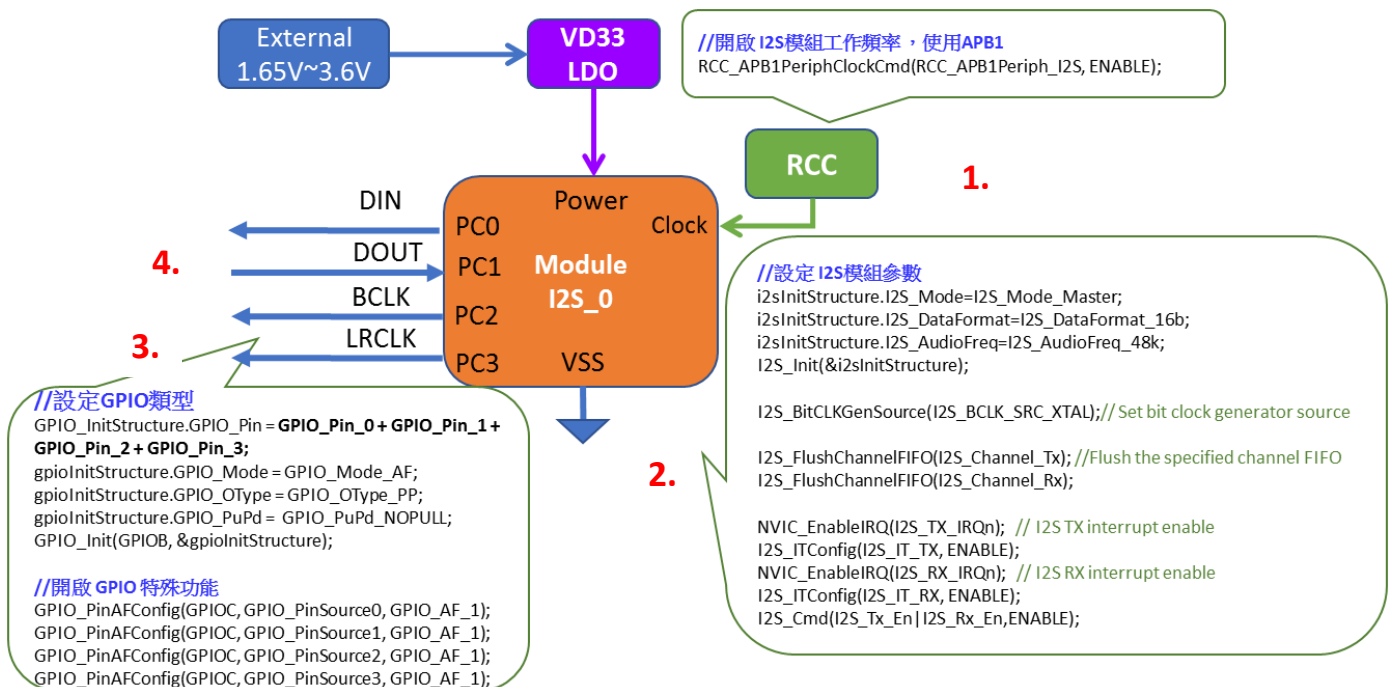 External
1.65V~3.6V
VD33
LDO
//開啟 I2S模組工作頻率，使用APB1
RCC_APB1PeriphClockCmd(RCC_APB1Periph_I2S, ENABLE);
RCC
1.
Power
Clock
Module
I2S_0
VSS
PC0
PC1
PC2
PC3
DIN
DOUT
BCLK
LRCLK
4.
3.
//設定GPIO類型
GPIO_InitStructure.GPIO_Pin = GPIO_Pin_0 + GPIO_Pin_1 +
GPIO_Pin_2 + GPIO_Pin_3;
gpioInitStructure.GPIO_Mode = GPIO_Mode_AF;
gpioInitStructure.GPIO_OType = GPIO_OType_PP;
gpioInitStructure.GPIO_PuPd = GPIO_PuPd_NOPULL;
GPIO_Init(GPIOB, &gpioInitStructure);
//開啟 GPIO 特殊功能
GPIO_PinAFConfig(GPIOC, GPIO_PinSource0, GPIO_AF_1);
GPIO_PinAFConfig(GPIOC, GPIO_PinSource1, GPIO_AF_1);
GPIO_PinAFConfig(GPIOC, GPIO_PinSource2, GPIO_AF_1);
GPIO_PinAFConfig(GPIOC, GPIO_PinSource3, GPIO_AF_1);
2.
//設定 I2S模組參數
i2sInitStructure.I2S_Mode=I2S_Mode_Master;
i2sInitStructure.I2S_DataFormat=I2S_DataFormat_16b;
i2sInitStructure.I2S_AudioFreq=I2S_AudioFreq_48k;
I2S_Init(&i2sInitStructure);
I2S_BitCLKGenSource(I2S_BCLK_SRC_XTAL);// Set bit clock generator source
I2S_FlushChannelFIFO(I2S_Channel_Tx); //Flush the specified channel FIFO
I2S_FlushChannelFIFO(I2S_Channel_Rx);
NVIC_EnableIRQ(I2S_TX_IRQn); // I2S TX interrupt enable
I2S_ITConfig(I2S_IT_TX, ENABLE);
NVIC_EnableIRQ(I2S_RX_IRQn); // I2S RX interrupt enable
I2S_ITConfig(I2S_IT_RX, ENABLE);
I2S_Cmd(I2S_Tx_En|I2S_Rx_En,ENABLE);